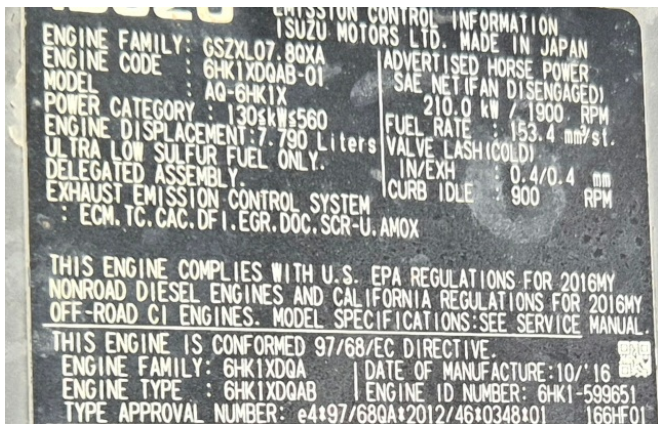 ISUZU
EMISSION CONTROL INFORMATION
ISUZU MOTORS LTD. MADE IN JAPAN
ENGINE FAMILY: GSZXL07.8QXA
ENGINE CODE : 6HK1XDQAB-01
MODEL : AQ-6HK1X
POWER CATEGORY : 130≤kW≤560
ENGINE DISPLACEMENT:7.790 Liters
ULTRA LOW SULFUR FUEL ONLY.
DELEGATED ASSEMBLY.
EXHAUST EMISSION CONTROL SYSTEM
: ECM.TC.CAC.DFI.EGR.DOC.SCR-U.AMOX
ADVERTISED HORSE POWER
SAE NET(FAN DISENGAGED)
210.0 kW / 1900 RPM
FUEL RATE : 153.4 mm³/st.
VALVE LASH(COLD)
IN/EXH : 0.4/0.4 mm
CURB IDLE : 900 RPM
THIS ENGINE COMPLIES WITH U.S. EPA REGULATIONS FOR 2016MY
NONROAD DIESEL ENGINES AND CALIFORNIA REGULATIONS FOR 2016MY
OFF-ROAD CI ENGINES. MODEL SPECIFICATIONS:SEE SERVICE MANUAL.
THIS ENGINE IS CONFORMED 97/68/EC DIRECTIVE.
ENGINE FAMILY: 6HK1XDQA
ENGINE TYPE : 6HK1XDQAB
DATE OF MANUFACTURE:10/'16
ENGINE ID NUMBER: 6HK1-599651
TYPE APPROVAL NUMBER: e4*97/68QA*2012/46*0348*01 166HF01